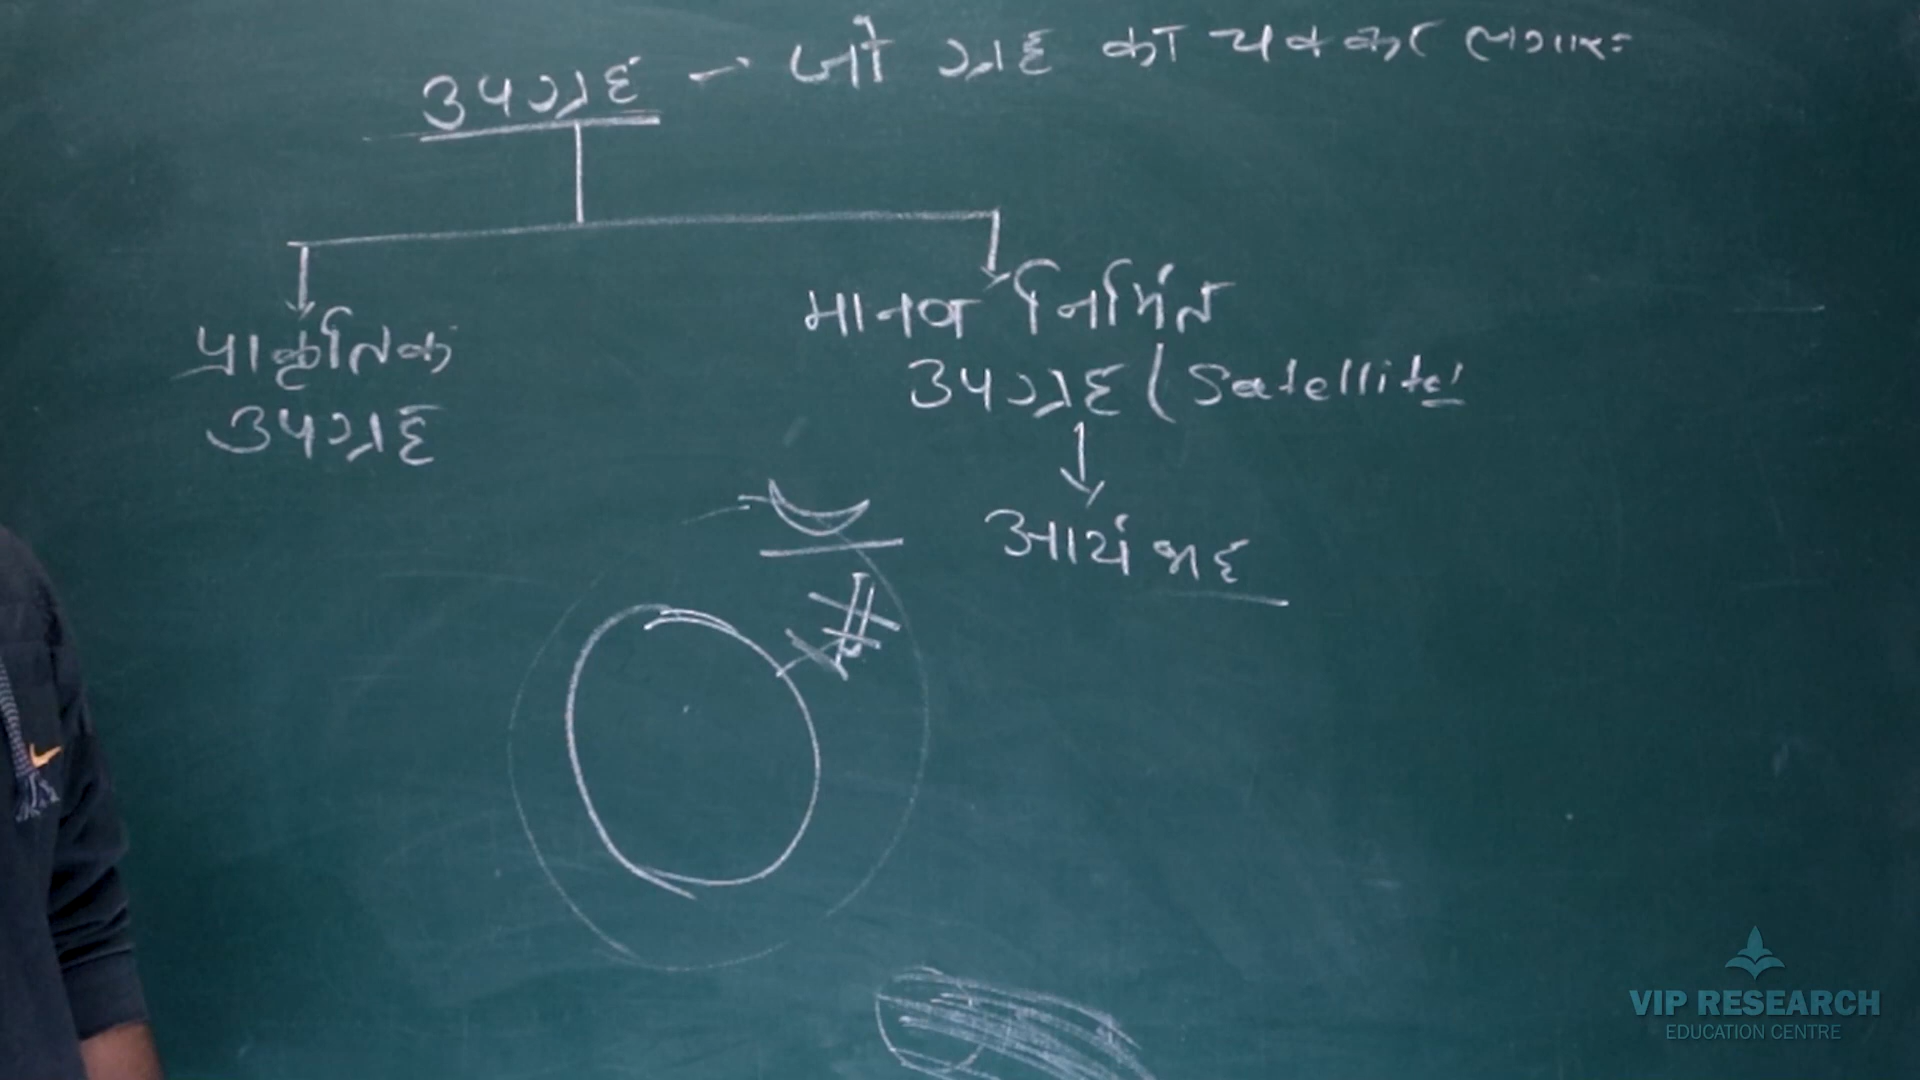 उपग्रह - जो ग्रह का चक्कर लगाए
प्राकृतिक
उपग्रह
मानव निर्मित
उपग्रह (Satellite)
आर्यभट्ट
VIP RESEARCH
EDUCATION CENTRE